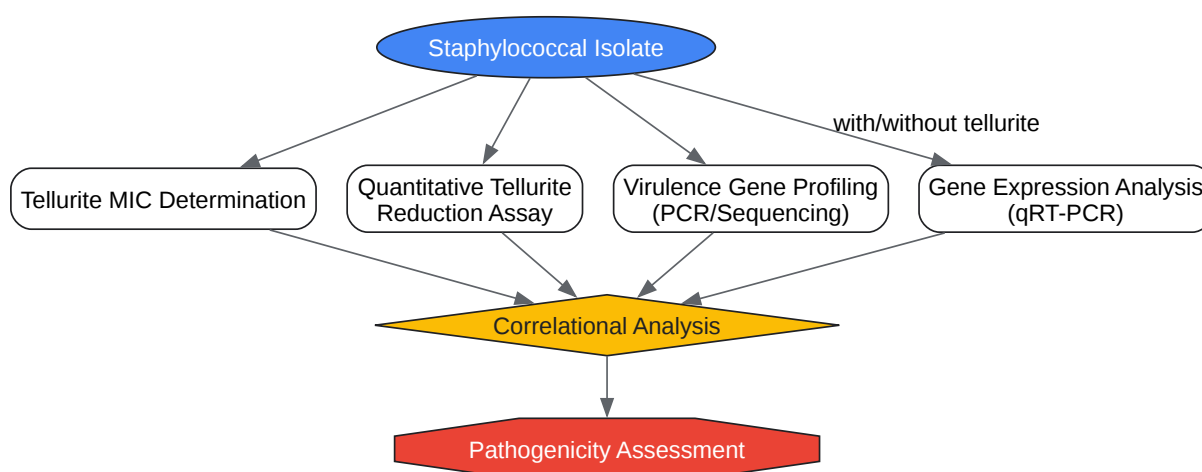 Staphylococcal Isolate
with/without tellurite
Tellurite MIC Determination
Quantitative Tellurite
Reduction Assay
Virulence Gene Profiling
(PCR/Sequencing)
Gene Expression Analysis
(qRT-PCR)
Correlational Analysis
Pathogenicity Assessment